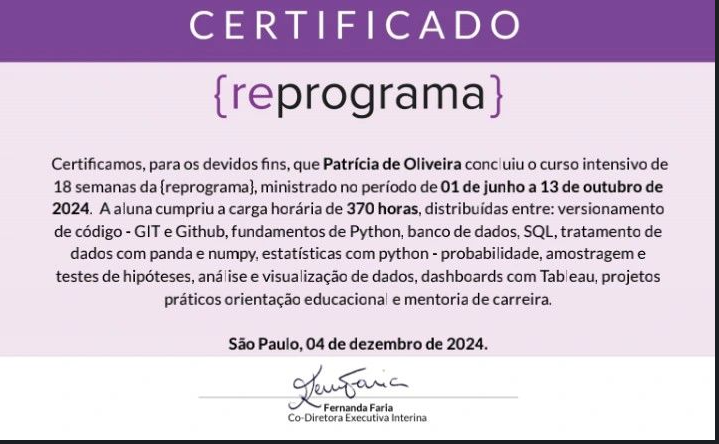 CERTIFICADO
{reprograma}
Certificamos, para os devidos fins, que Patrícia de Oliveira concluiu o curso intensivo de
18 semanas da {reprograma}, ministrado no período de 01 de junho a 13 de outubro de
2024. A aluna cumpriu a carga horária de 370 horas, distribuídas entre: versionamento
de código - GIT e Github, fundamentos de Python, banco de dados, SQL, tratamento de
dados com panda e numpy, estatísticas com python - probabilidade, amostragem e
testes de hipóteses, análise e visualização de dados, dashboards com Tableau, projetos
práticos orientação educacional e mentoria de carreira.
São Paulo, 04 de dezembro de 2024.
Fernanda Faria
Co-Diretora Executiva Interina